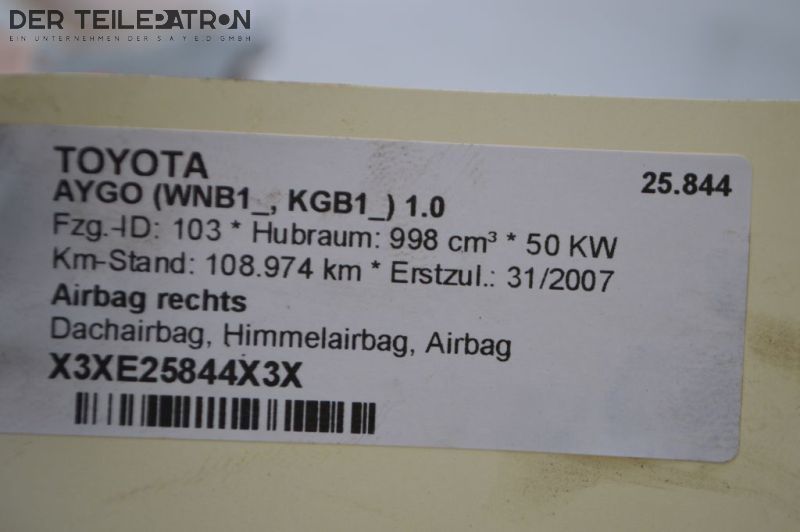 DER TEILEPATRON
EIN UNTERNEHMEN DER S A Y E D GMBH
TOYOTA
25.844
AYGO (WNB1_, KGB1_) 1.0
Fzg.-ID: 103 * Hubraum: 998 cm³ * 50 KW
Km-Stand: 108.974 km * Erstzul.: 31/2007
Airbag rechts
Dachairbag, Himmelairbag, Airbag
X3XE25844X3X